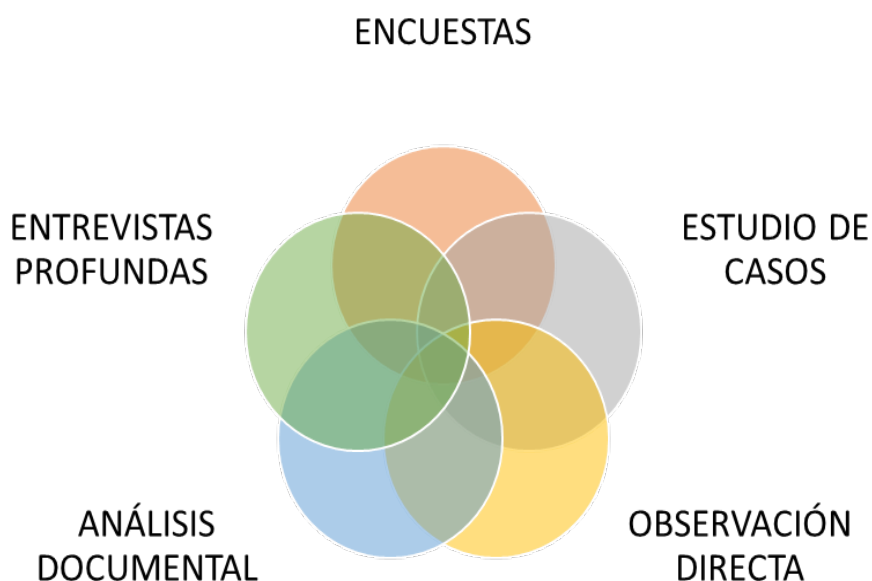 ENCUESTAS
ENTREVISTAS
PROFUNDAS
ESTUDIO DE
CASOS
ANÁLISIS
DOCUMENTAL
OBSERVACIÓN
DIRECTA